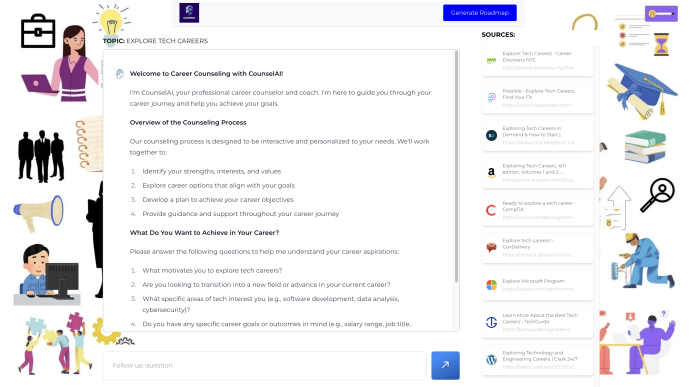 Generate Roadmap
TOPIC: EXPLORE TECH CAREERS
Welcome to Career Counseling with CounselAI!
I'm CounselAI, your professional career counselor and coach. I'm here to guide you through your
career journey and help you achieve your goals.
Overview of the Counseling Process
Our counseling process is designed to be interactive and personalized to your needs. We'll work
together to:
1. Identify your strengths, interests, and values
2. Explore career options that align with your goals
3. Develop a plan to achieve your career objectives
4. Provide guidance and support throughout your career journey
What Do You Want to Achieve in Your Career?
Please answer the following questions to help me understand your career aspirations:
1. What motivates you to explore tech careers?
2. Are you looking to transition into a new field or advance in your current career?
3. What specific areas of tech interest you (e.g., software development, data analysis,
cybersecurity)?
4. Do you have any specific career goals or outcomes in mind (e.g., salary range, job title,
Follow up question
SOURCES:
Explore: Tech Careers - Career
Discovery NYC
Possible - Explore Tech Careers,
Find Your Fit.
Exploring Tech Careers in
Demand & How to Start |...
Exploring Tech Careers, 4th
edition, Volumes 1 and 2 -...
Ready to explore a tech career -
CompTIA
Explore tech careers! -
GovDelivery
Explore Microsoft Program
Learn More About the Best Tech
Careers - TechGuide
Exploring Technology and
Engineering Careers | Clark 24/7